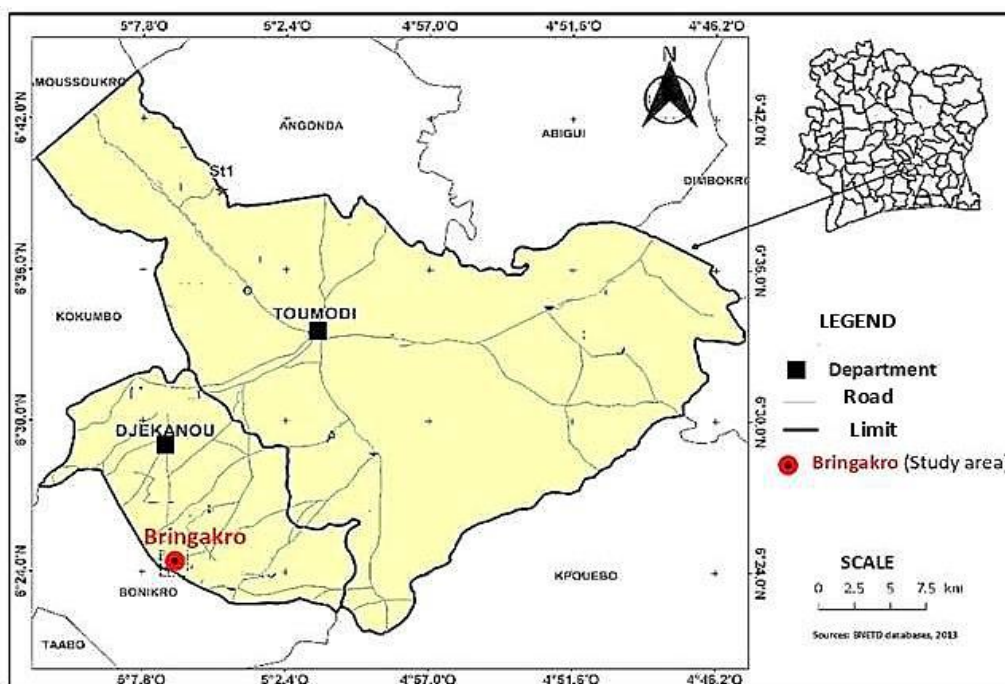 5°7.8'O 5°2.4'O 4°57.0'O 4°51.6'O 4°46.2'O
MOUSSOUKRO
N
6°42.0'N
ANGONDA
ABIGUI
6°42.0'N
St1
DIMBOKRO
6°36.0'N
6°36.0'N
KOKUMBO
TOUMODI
LEGEND
Department
Road
6°30.0'N
DJEKANOU
6°30.0'N
Limit
Bringakro (Study area)
Bringakro
6°24.0'N
BONIKRO
KPOUEBO
6°24.0'N
SCALE
0 2.5 5 7.5 km
TAABO
Sources: BNETD databases, 2013
5°7.8'O 5°2.4'O 4°57.0'O 4°51.6'O 4°46.2'O